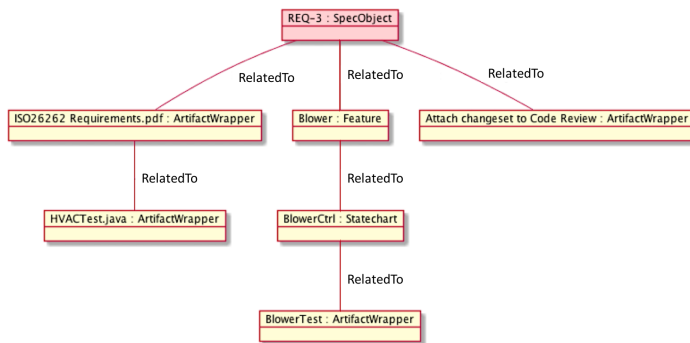 REQ-3 : SpecObject
RelatedTo
RelatedTo
RelatedTo
ISO26262 Requirements.pdf : ArtifactWrapper
Blower : Feature
Attach changeset to Code Review : ArtifactWrapper
RelatedTo
RelatedTo
HVACTest.java : ArtifactWrapper
BlowerCtrl : Statechart
RelatedTo
BlowerTest : ArtifactWrapper